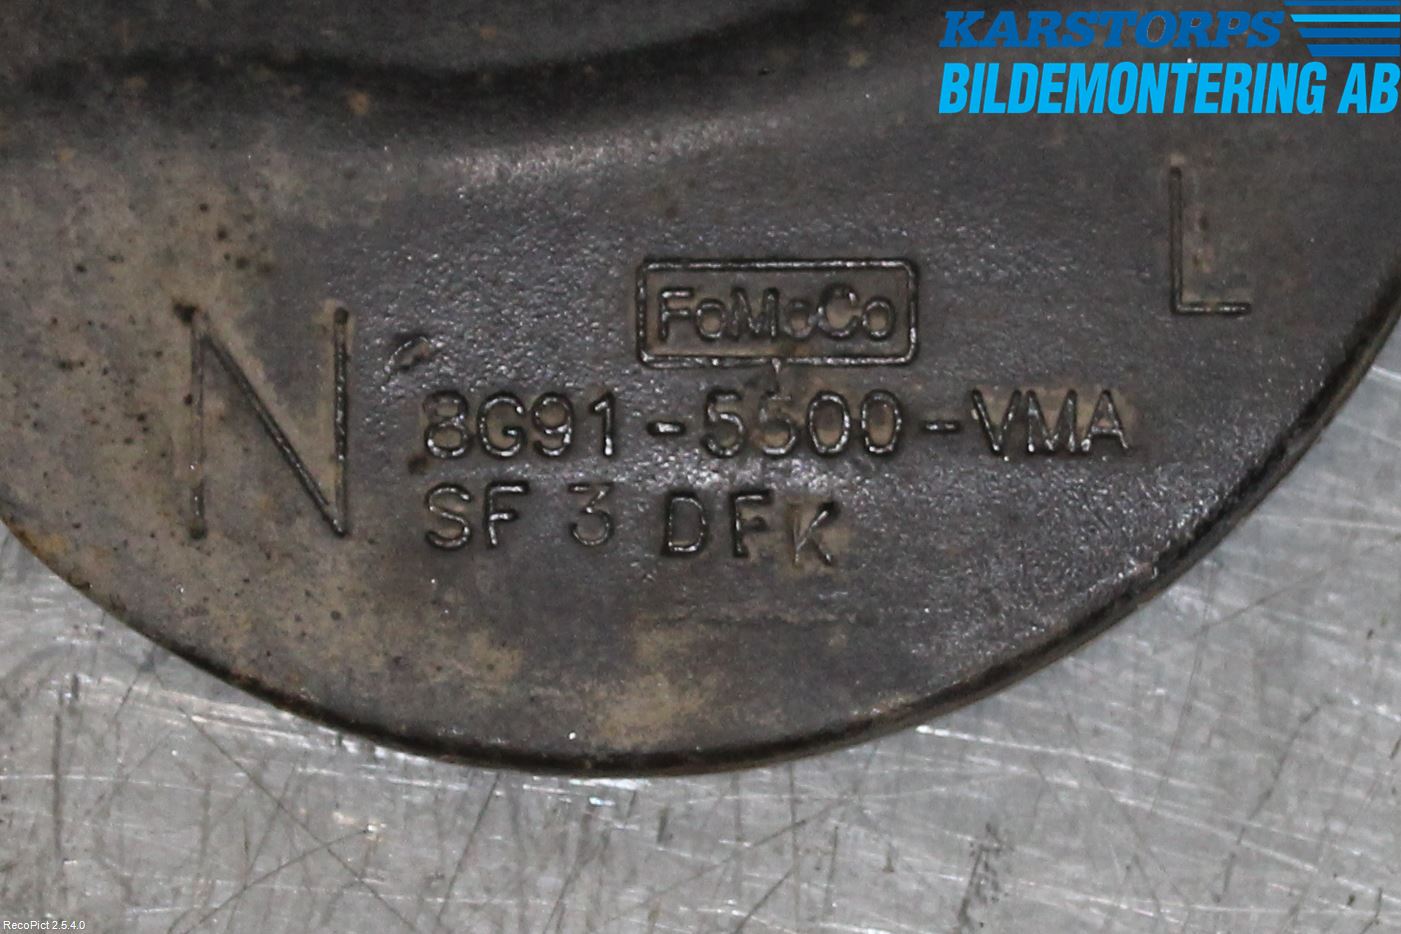 KARSTORPS
BILDEMONTERING AB
L
FoMoCo
N
8G91-5500-VMA
SF 3 DFK
RecoPict 2.5.4.0